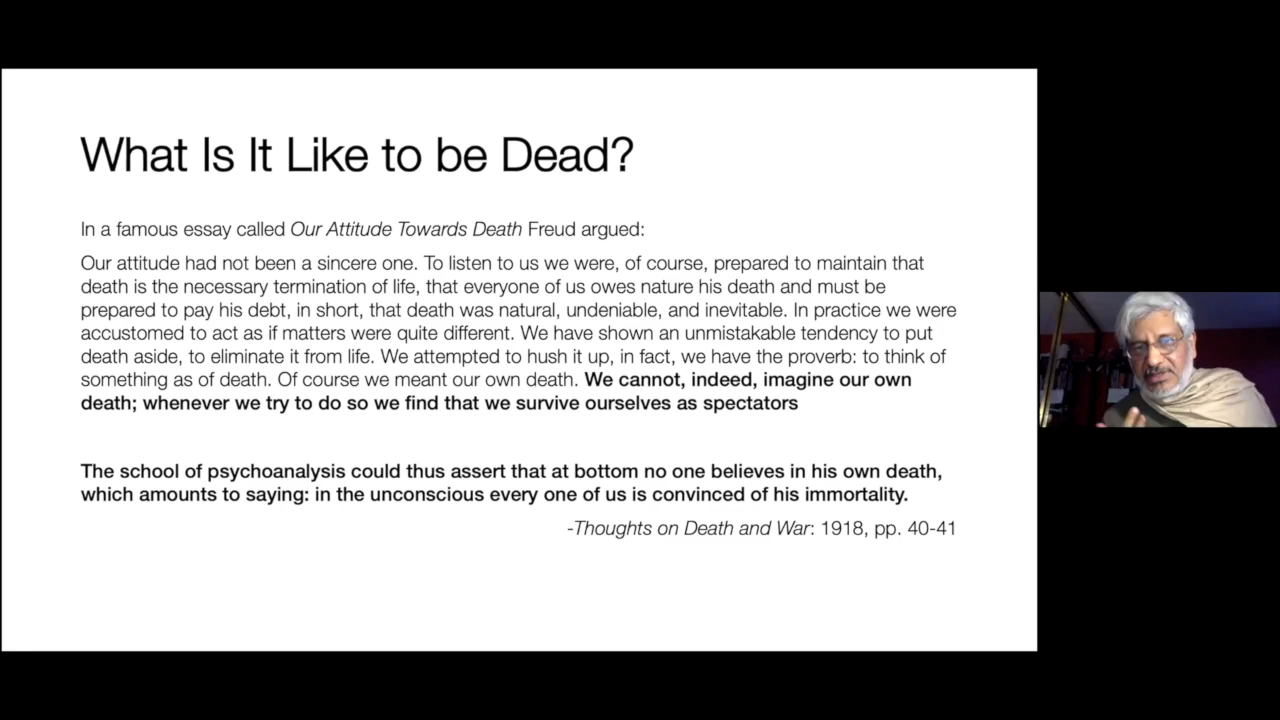 What Is It Like to be Dead?
In a famous essay called Our Attitude Towards Death Freud argued:
Our attitude had not been a sincere one. To listen to us we were, of course, prepared to maintain that
death is the necessary termination of life, that everyone of us owes nature his death and must be
prepared to pay his debt, in short, that death was natural, undeniable, and inevitable. In practice we were
accustomed to act as if matters were quite different. We have shown an unmistakable tendency to put
death aside, to eliminate it from life. We attempted to hush it up, in fact, we have the proverb: to think of
something as of death. Of course we meant our own death. We cannot, indeed, imagine our own
death; whenever we try to do so we find that we survive ourselves as spectators
The school of psychoanalysis could thus assert that at bottom no one believes in his own death,
which amounts to saying: in the unconscious every one of us is convinced of his immortality.
-Thoughts on Death and War: 1918, pp. 40-41